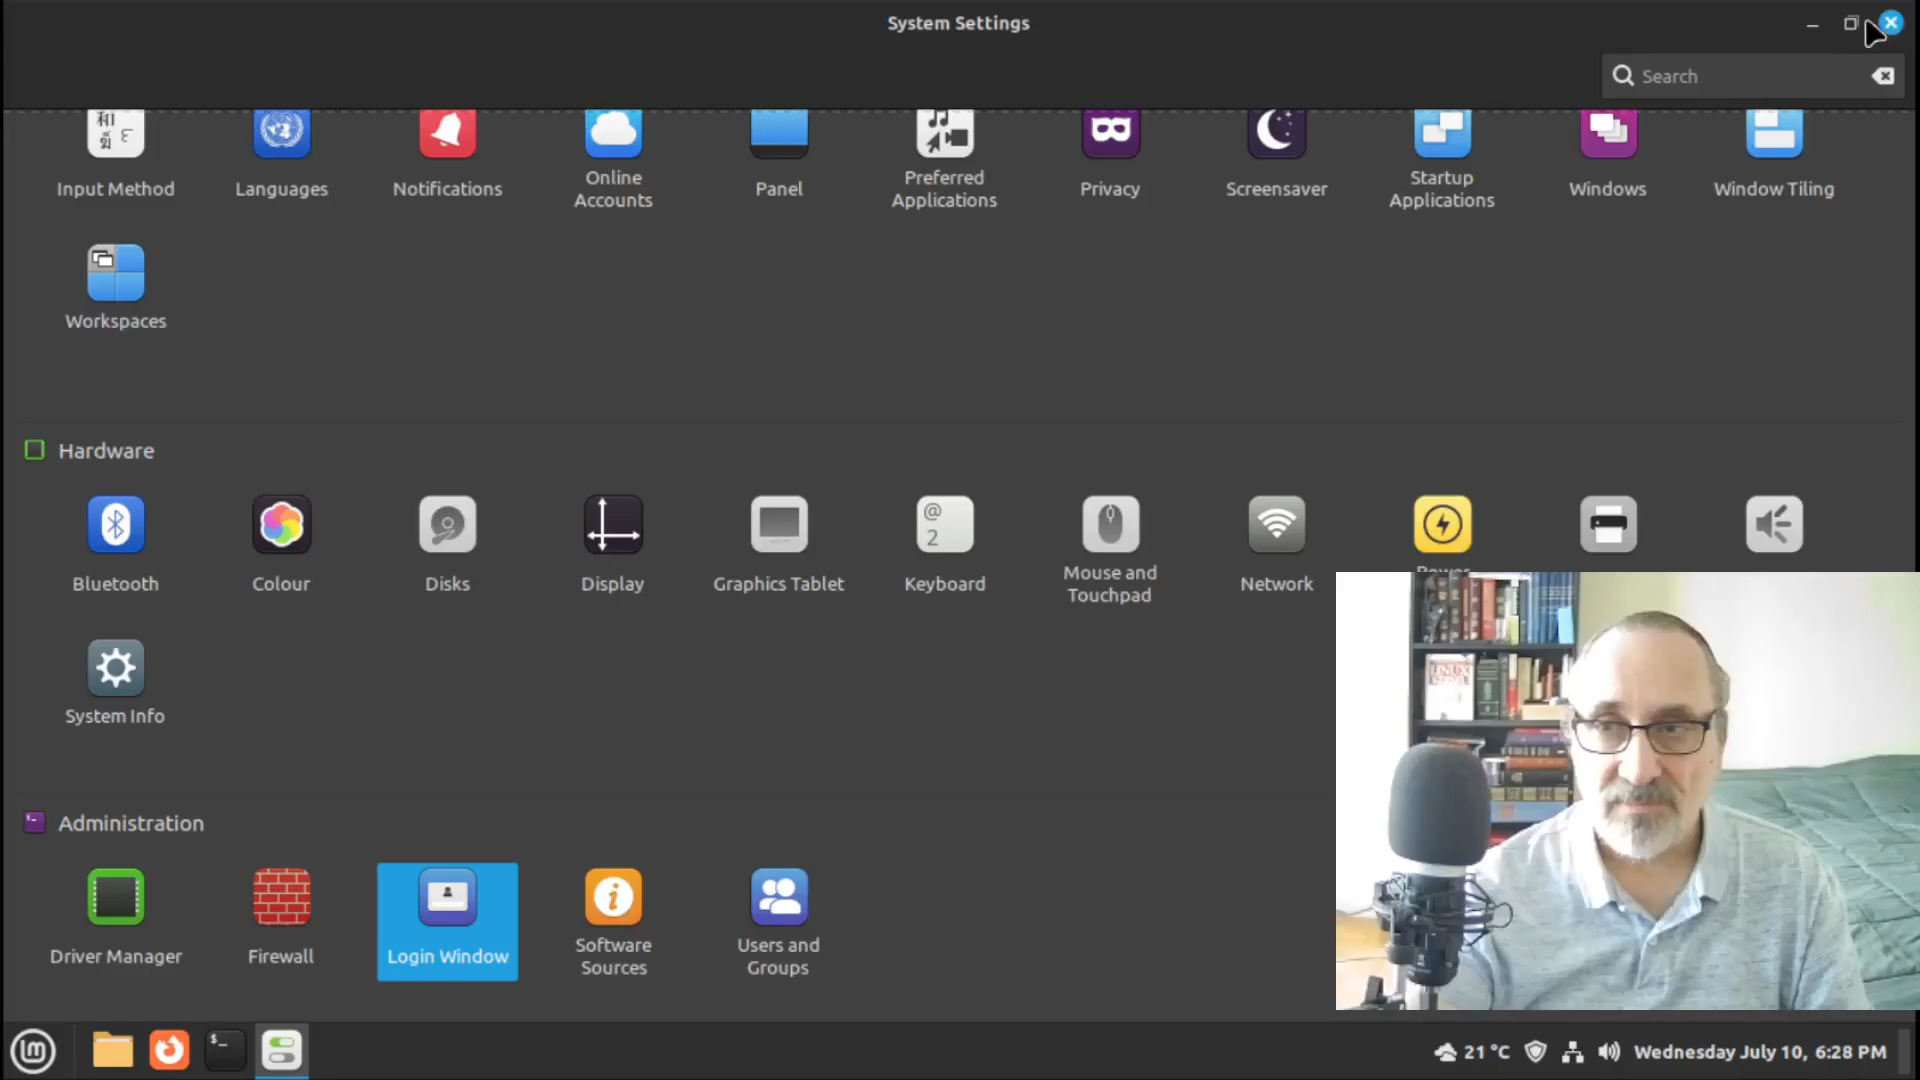 System Settings
Search
Input Method
Languages
Notifications
Online
Accounts
Panel
Preferred
Applications
Privacy
Screensaver
Startup
Applications
Windows
Window Tiling
Workspaces
Hardware
@
2
Bluetooth
Colour
Disks
Display
Graphics Tablet
Keyboard
Mouse and
Touchpad
Network
System Info
LINUX
Administration
Driver Manager
Firewall
Login Window
Software
Sources
Users and
Groups
$_
21 °C
Wednesday July 10, 6:28 PM